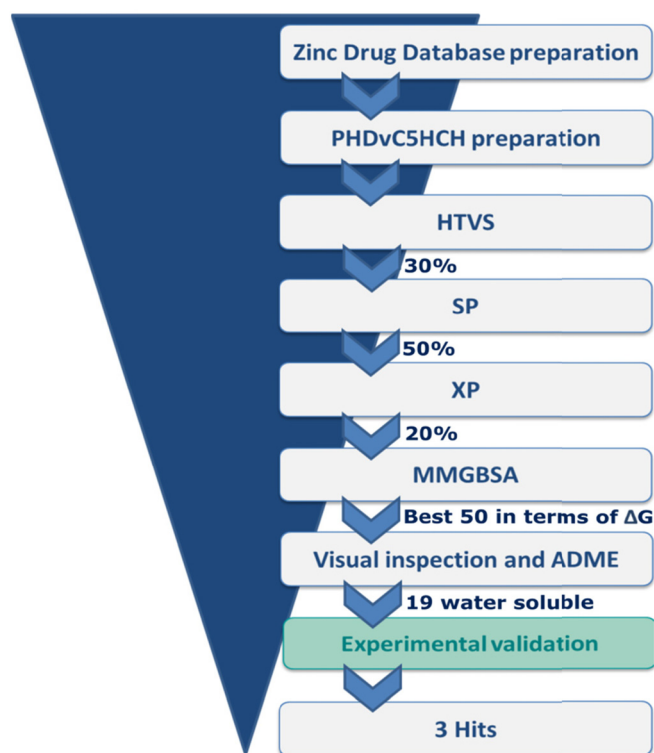 Zinc Drug Database preparation
PHDvC5HCH preparation
HTVS
30%
SP
50%
XP
20%
MMGBSA
Best 50 in terms of ΔG
Visual inspection and ADME
19 water soluble
Experimental validation
3 Hits